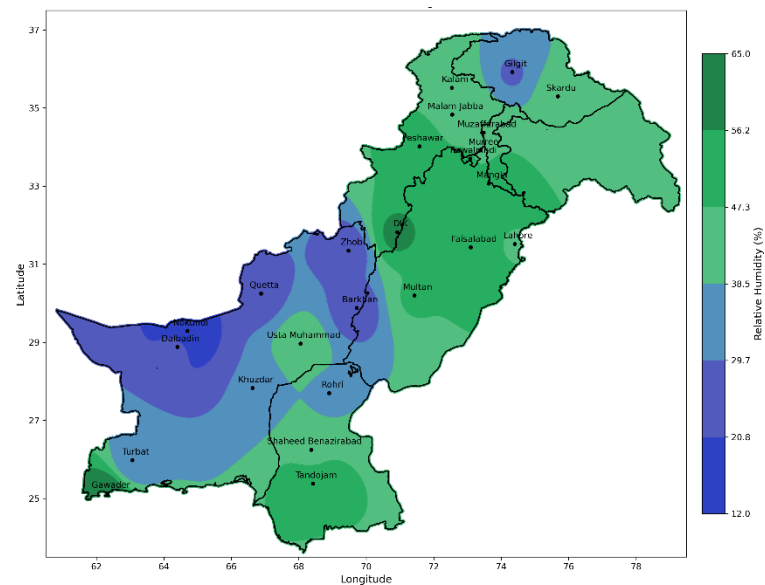 37
35
33
31
29
27
25
Latitude
62
64
66
68
70
72
74
76
78
Longitude
Gilgit
Kalam
Skardu
Malam Jabba
Muzaffarabad
Peshawar
Murree
Rawalpindi
Mangla
DIK
Zhob
Faisalabad
Lahore
Quetta
Barkhan
Multan
Nokundi
Dalbadin
Usta Muhammad
Khuzdar
Rohri
Turbat
Shaheed Benazirabad
Gawader
Tandojam
65.0
56.2
47.3
38.5
29.7
20.8
12.0
Relative Humidity (%)